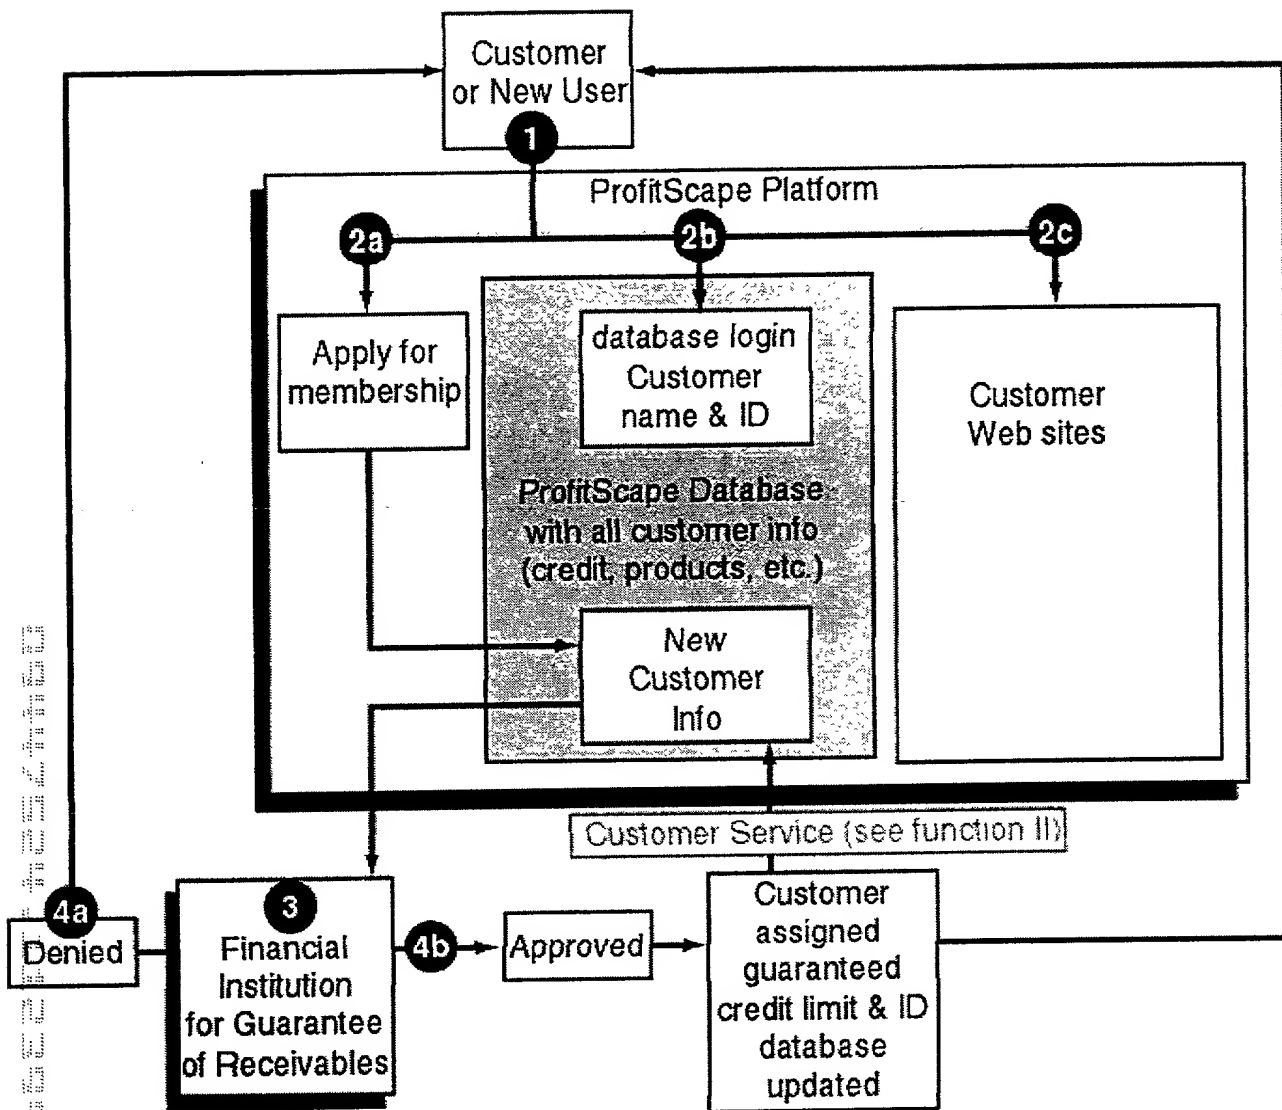 Customer
or New User
1
ProfitScape Platform
2a
2b
2c
Apply for
membership
database login
Customer
name & ID
Customer
Web sites
ProfitScape Database
with all customer info
(credit, products, etc.)
New
Customer
Info
Customer Service (see function II)
4a
Denied
3
Financial
Institution
for Guarantee
of Receivables
4b
Approved
Customer
assigned
guaranteed
credit limit & ID
database
updated